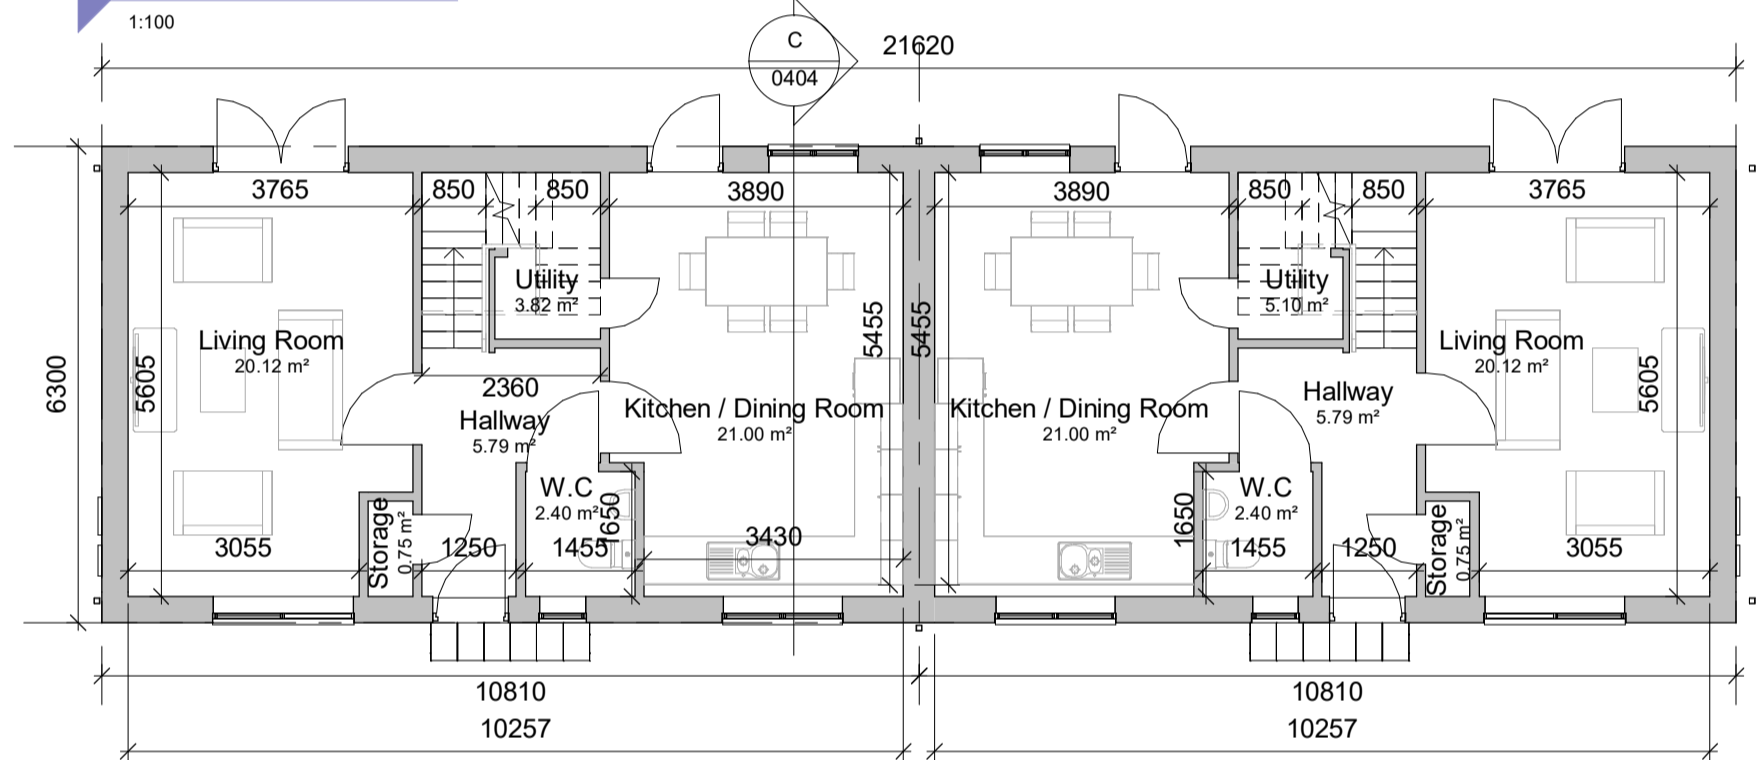 1:100
C
0404
21620
3765
850
850
3890
3890
850
850
3765
Utility
3.82 m²
Utility
5.10 m²
Living Room
20.12 m²
Living Room
20.12 m²
6300
5605
5455
5455
5605
2360
Hallway
5.79 m²
Kitchen / Dining Room
21.00 m²
Kitchen / Dining Room
21.00 m²
Hallway
5.79 m²
W.C
2.40 m²
W.C
2.40 m²
1650
1650
Storage
0.75 m²
Storage
0.75 m²
3055
1250
1455
3430
1455
1250
3055
10810
10810
10257
10257